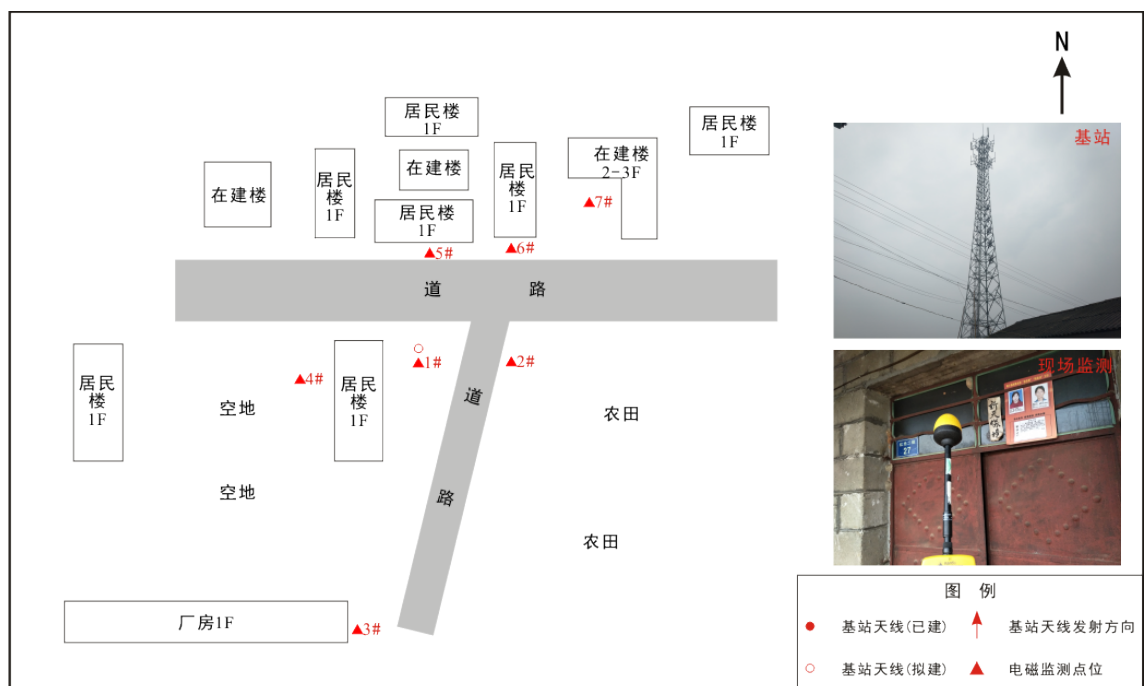 N
居民楼
1F
居民楼
1F
在建楼
2-3F
在建楼
居民
楼
1F
在建楼
居民
楼
1F
居民楼
1F
7#
5#
6#
道 路
居民
楼
1F
4#
居民
楼
1F
1#
2#
道
路
空地
空地
农田
农田
厂房1F
3#
基站
现场监测
27
图 例
基站天线(已建)
基站天线发射方向
基站天线(拟建)
电磁监测点位